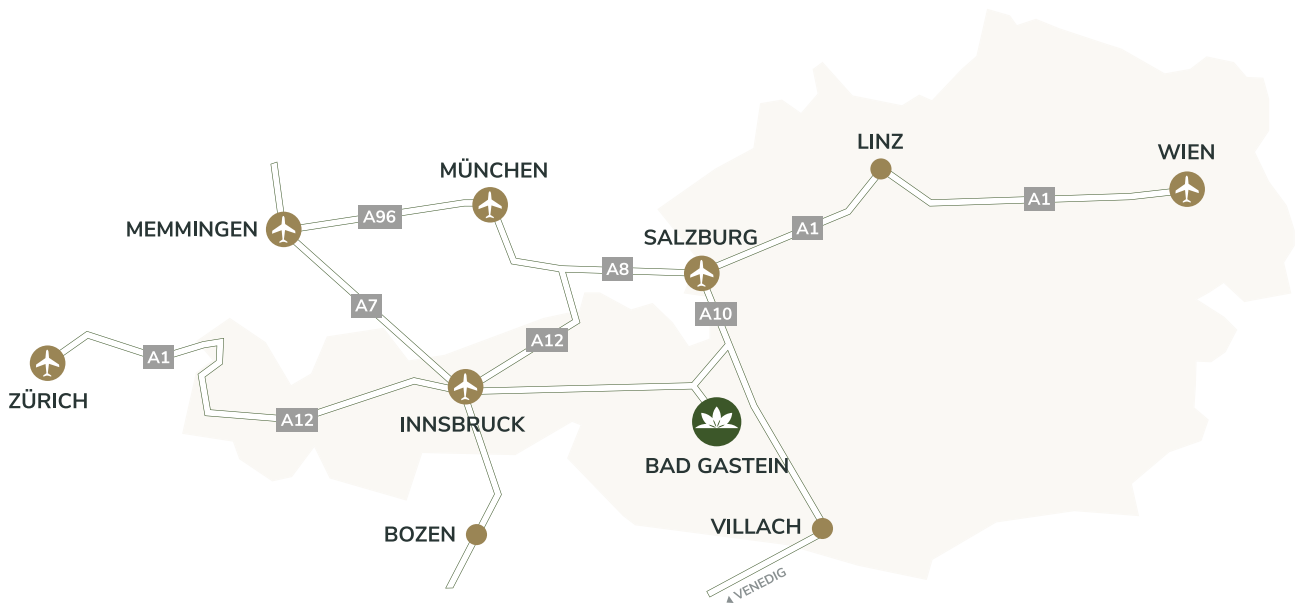 LINZ
WIEN
MÜNCHEN
A96
A1
MEMMINGEN
A1
SALZBURG
A8
A7
A10
A12
A1
ZÜRICH
A12
INNSBRUCK
BAD GASTEIN
BOZEN
VILLACH
VENEDIG